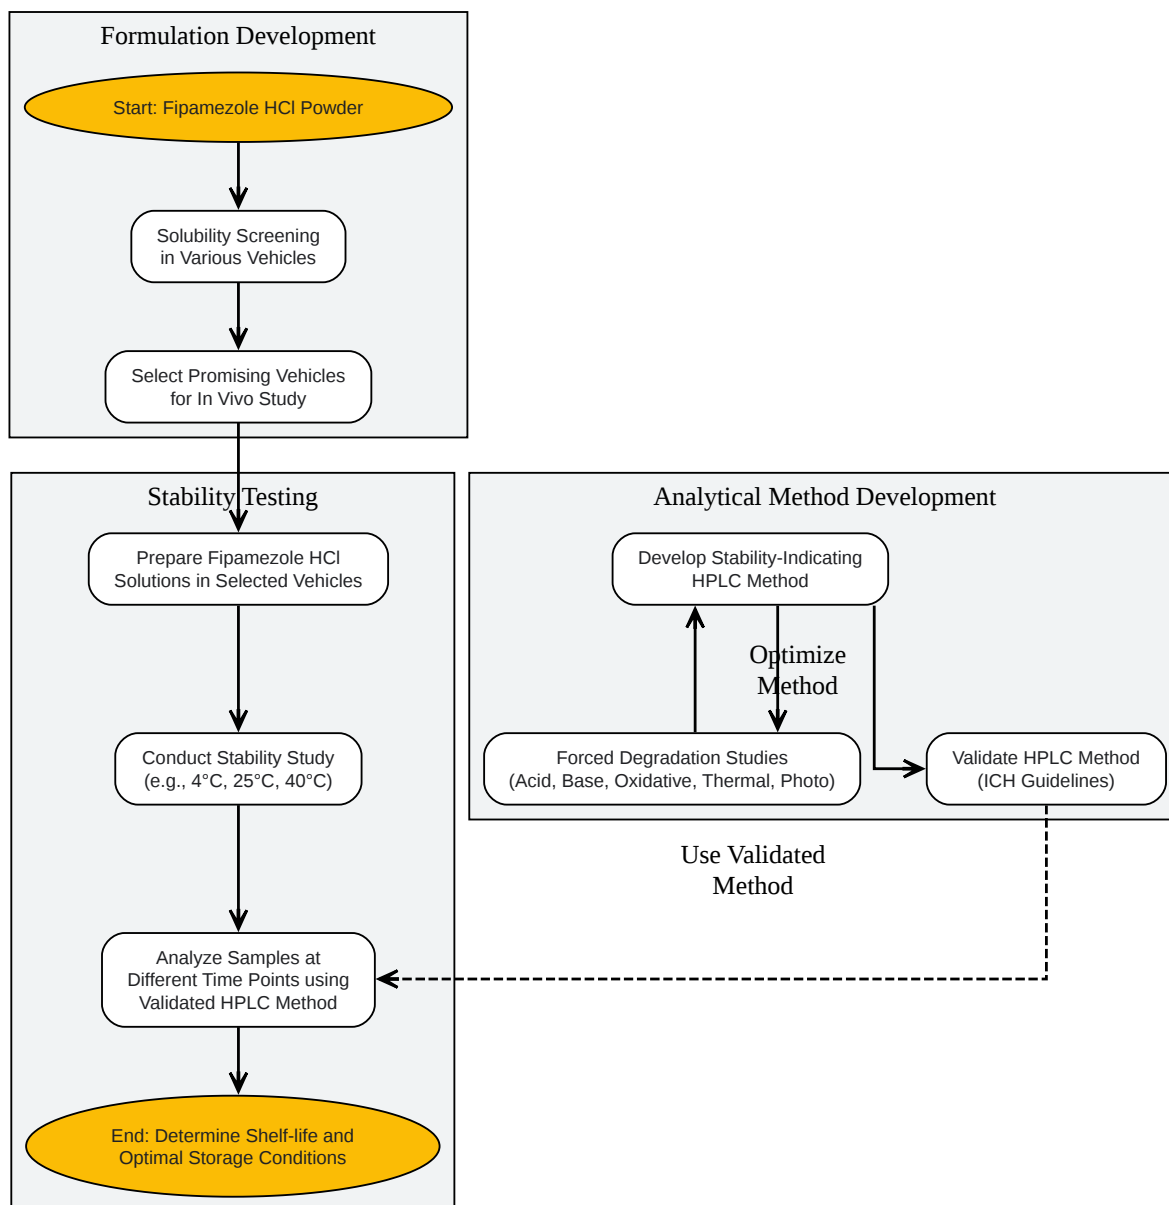 Formulation Development
Start: Fipamezole HCl Powder
Solubility Screening
in Various Vehicles
Select Promising Vehicles
for In Vivo Study
Stability Testing
Prepare Fipamezole HCl
Solutions in Selected Vehicles
Conduct Stability Study
(e.g., 4°C, 25°C, 40°C)
Analyze Samples at
Different Time Points using
Validated HPLC Method
End: Determine Shelf-life and
Optimal Storage Conditions
Analytical Method Development
Develop Stability-Indicating
HPLC Method
Optimize
Method
Forced Degradation Studies
(Acid, Base, Oxidative, Thermal, Photo)
Validate HPLC Method
(ICH Guidelines)
Use Validated
Method